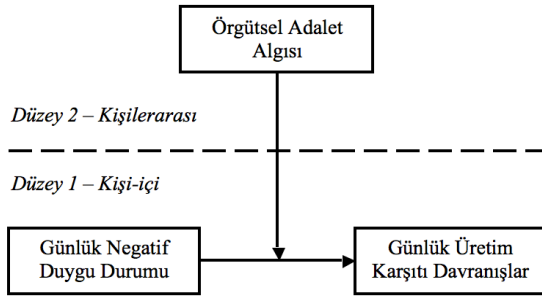 Örgütsel Adalet
Algısı
Düzey 2 – Kişilerarası
Düzey 1 – Kişi-içi
Günlük Negatif
Duygu Durumu
Günlük Üretim
Karşıtı Davranışlar